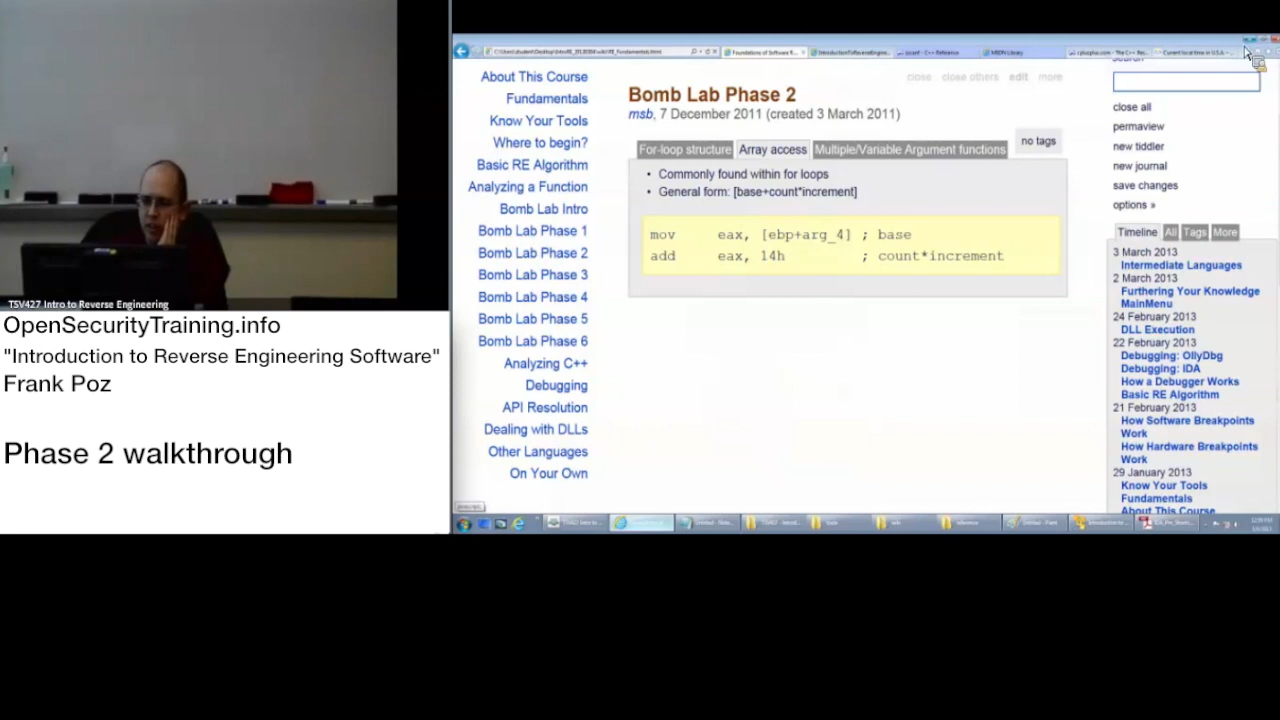 TSV427 Intro to Reverse Engineering
OpenSecurityTraining.info
"Introduction to Reverse Engineering Software"
Frank Poz
Phase 2 walkthrough
About This Course
Fundamentals
Know Your Tools
Where to begin?
Basic RE Algorithm
Analyzing a Function
Bomb Lab Intro
Bomb Lab Phase 1
Bomb Lab Phase 2
Bomb Lab Phase 3
Bomb Lab Phase 4
Bomb Lab Phase 5
Bomb Lab Phase 6
Analyzing C++
Debugging
API Resolution
Dealing with DLLs
Other Languages
On Your Own
MSDN Library
close close others edit more
Bomb Lab Phase 2
msb, 7 December 2011 (created 3 March 2011)
no tags
For-loop structure Array access Multiple/Variable Argument functions
• Commonly found within for loops
• General form: [base+count*increment]
mov eax, [ebp+arg_4] ; base
add eax, 14h ; count*increment
close all
permaview
new tiddler
new journal
save changes
options »
Timeline All Tags More
3 March 2013
Intermediate Languages
2 March 2013
Furthering Your Knowledge
MainMenu
24 February 2013
DLL Execution
22 February 2013
Debugging: OllyDbg
Debugging: IDA
How a Debugger Works
Basic RE Algorithm
21 February 2013
How Software Breakpoints
Work
How Hardware Breakpoints
Work
29 January 2013
Know Your Tools
Fundamentals
About This Course